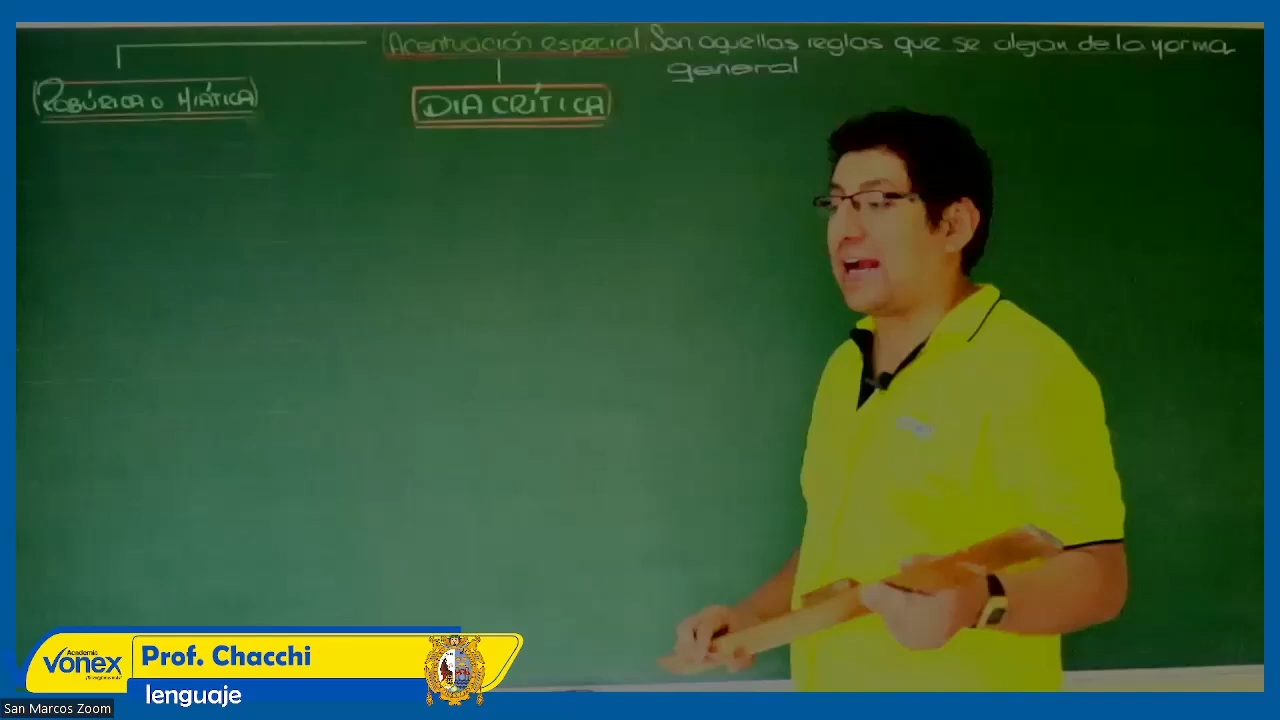 Acentuación especial Son aquellas reglas que se alejan de la norma
general
ROBÚRICA O HIÁTICA
DIACRÍTICA
Academia
vonex
Prof. Chacchi
lenguaje
San Marcos Zoom